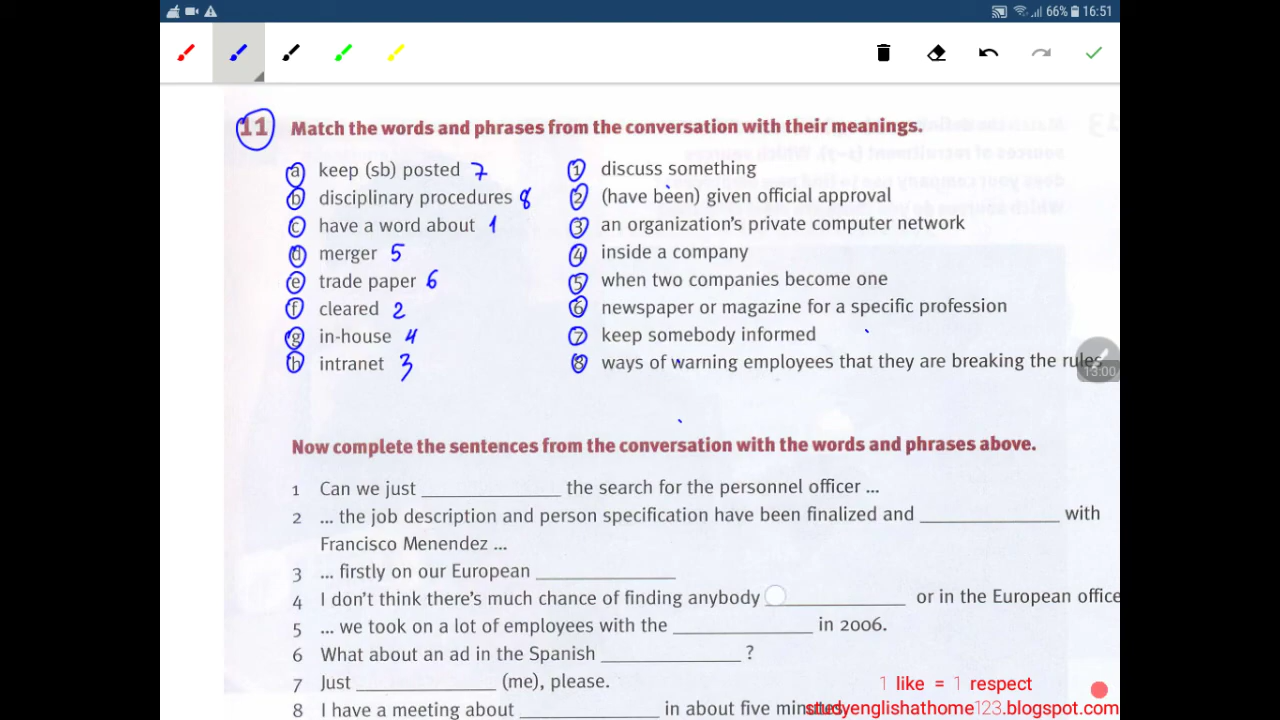 66% 16:51
11 Match the words and phrases from the conversation with their meanings.
a keep (sb) posted 7 1 discuss something
b disciplinary procedures 8 2 (have been) given official approval
c have a word about 1 3 an organization's private computer network
d merger 5 4 inside a company
e trade paper 6 5 when two companies become one
f cleared 2 6 newspaper or magazine for a specific profession
g in-house 4 7 keep somebody informed
h intranet 3 8 ways of warning employees that they are breaking the rules
13:00
Now complete the sentences from the conversation with the words and phrases above.
1 Can we just ____________ the search for the personnel officer ...
2 ... the job description and person specification have been finalized and ____________ with
Francisco Menendez ...
3 ... firstly on our European ____________
4 I don't think there's much chance of finding anybody ____________ or in the European office
5 ... we took on a lot of employees with the ____________ in 2006.
6 What about an ad in the Spanish ____________ ?
7 Just ____________ (me), please.
1 like = 1 respect
8 I have a meeting about ____________ in about five minutes
studyenglishathome123.blogspot.com